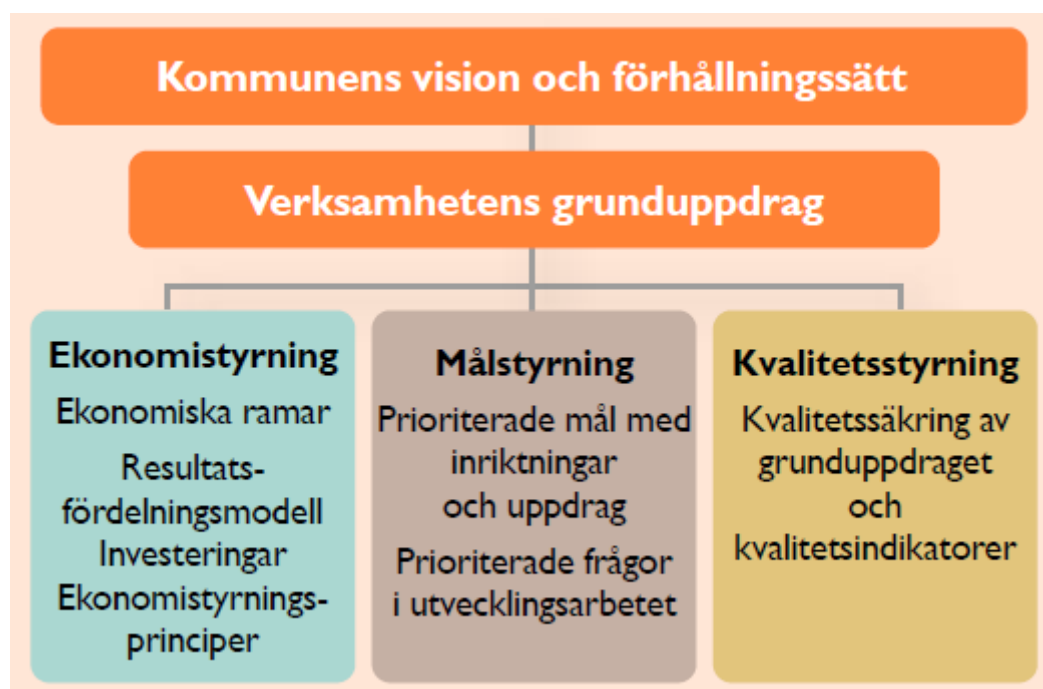 Kommunens vision och förhållningssätt
Verksamhetens grunduppdrag
Ekonomistyrning
Ekonomiska ramar
Resultats-
fördelningsmodell
Investeringar
Ekonomistyrnings-
principer
Målstyrning
Prioriterade mål med
inriktningar
och uppdrag
Prioriterade frågor
i utvecklingsarbetet
Kvalitetsstyrning
Kvalitetssäkring av
grunduppdraget
och
kvalitetsindikatorer